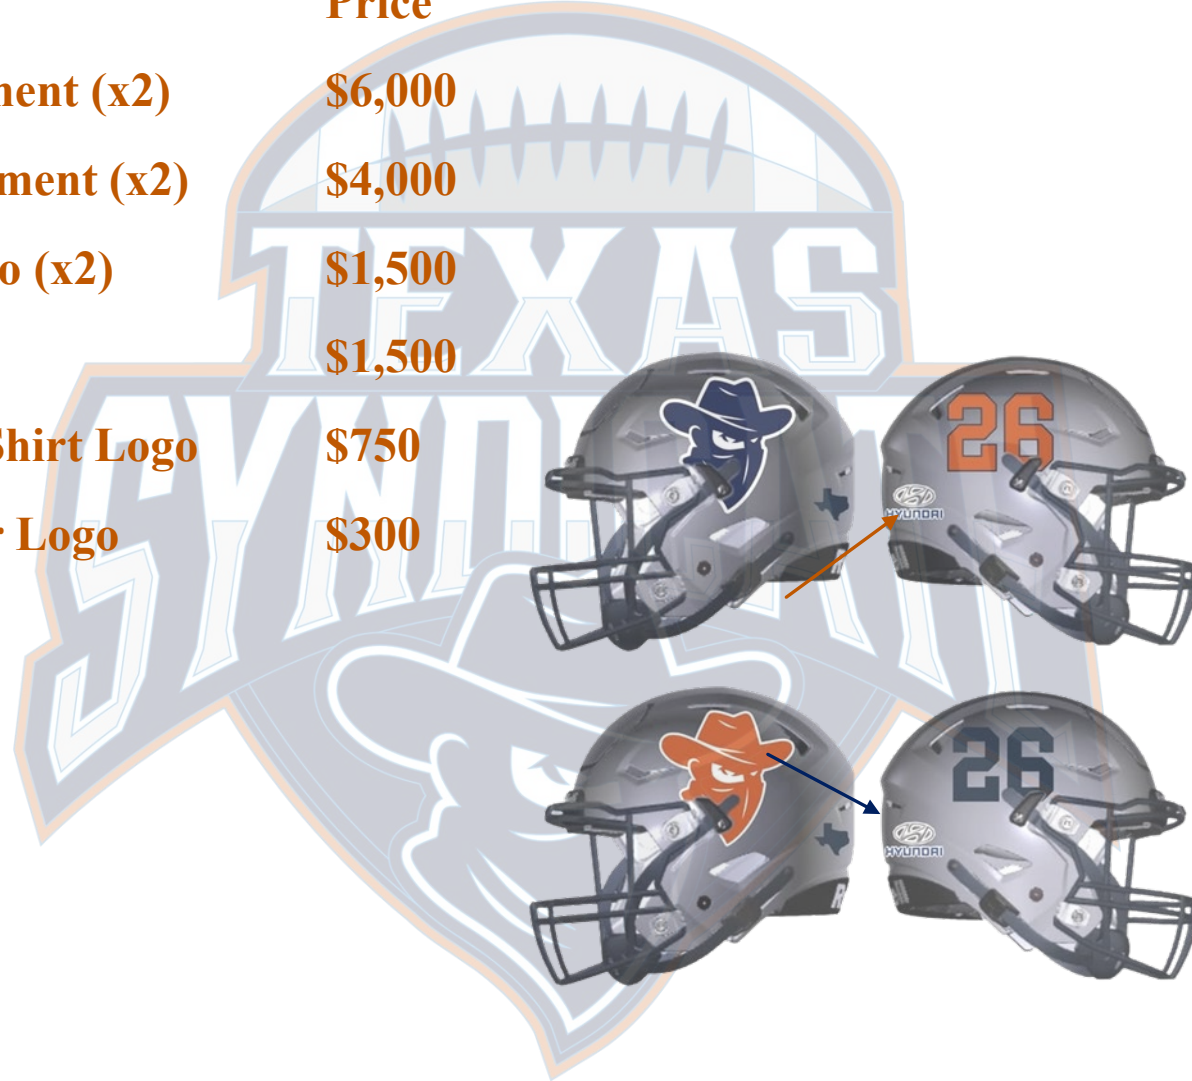 Price
ment (x2) $6,000
ment (x2) $4,000
o (x2) $1,500
$1,500
Shirt Logo $750
r Logo $300
TEXAS
SYNDICATE
26
HYUNDAI
26
HYUNDAI
R